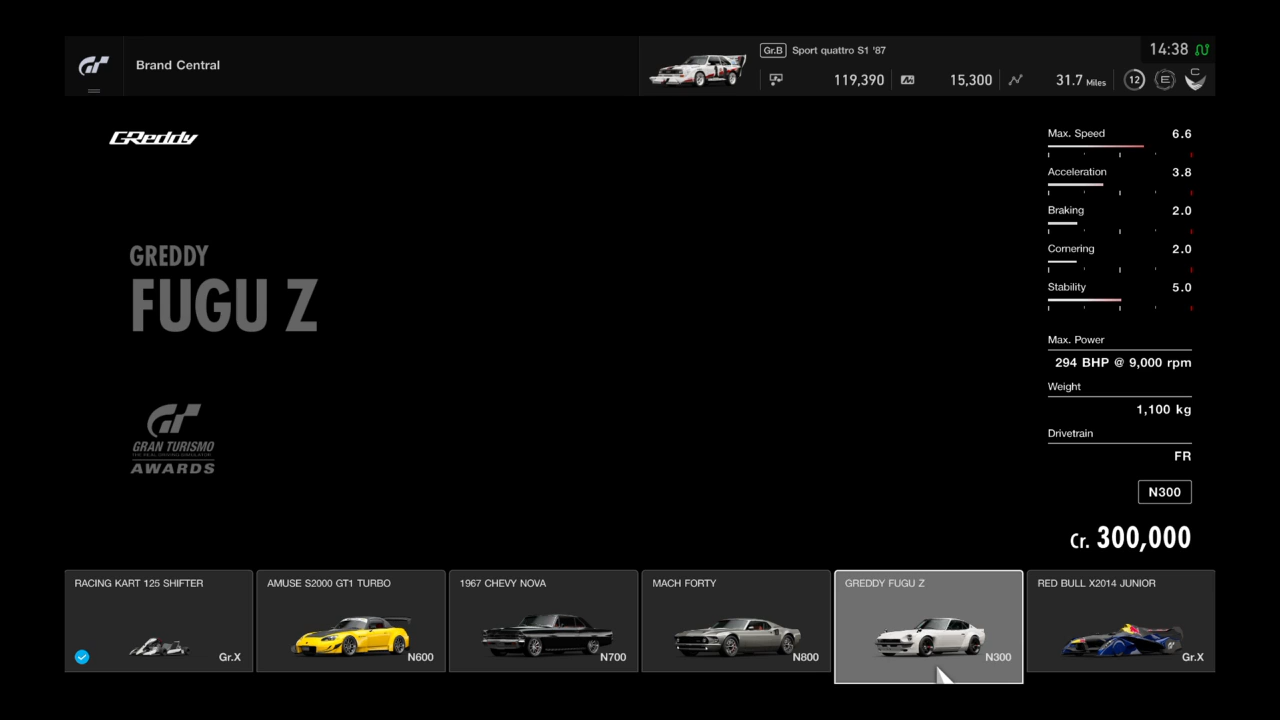 Brand Central
Gr.B Sport quattro S1 '87
14:38
119,390
15,300
31.7 Miles
12
E
C
GReddy
GREDDY
FUGU Z
GRAN TURISMO
THE REAL DRIVING SIMULATOR
AWARDS
Max. Speed 6.6
Acceleration 3.8
Braking 2.0
Cornering 2.0
Stability 5.0
Max. Power
294 BHP @ 9,000 rpm
Weight
1,100 kg
Drivetrain
FR
N300
Cr. 300,000
RACING KART 125 SHIFTER
Gr.X
AMUSE S2000 GT1 TURBO
N600
1967 CHEVY NOVA
N700
MACH FORTY
N800
GREDDY FUGU Z
N300
RED BULL X2014 JUNIOR
Gr.X